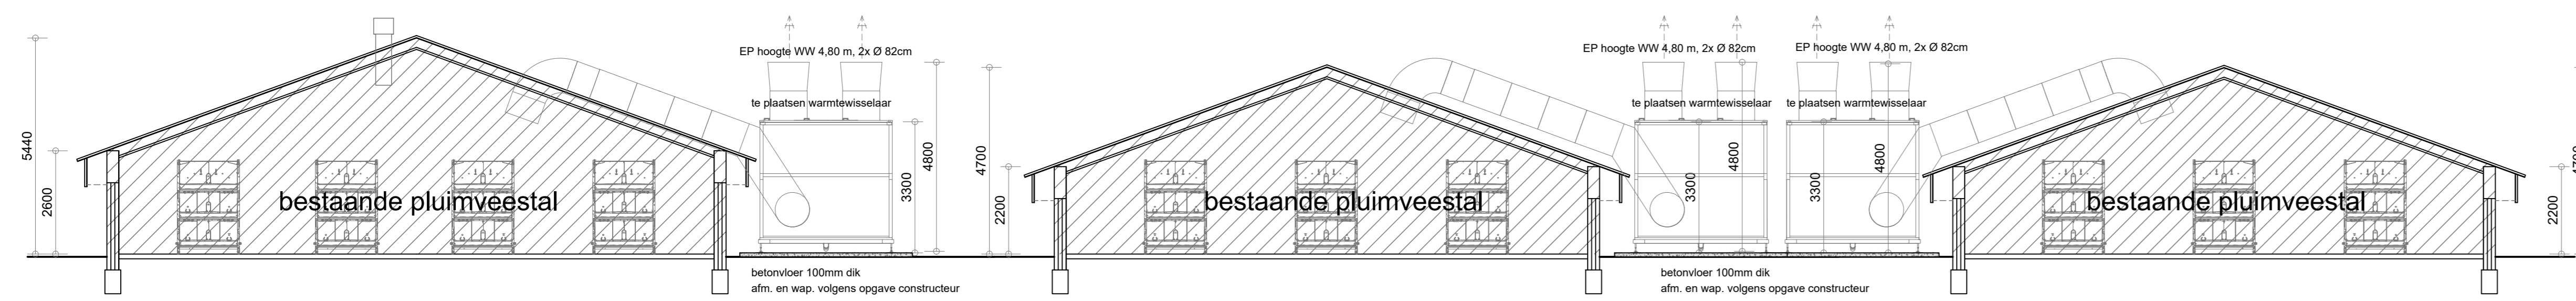 EP hoogte WW 4,80 m, 2x Ø 82cm
te plaatsen warmtewisselaar
5440
2600
bestaande pluimveestal
3300
4800
betonvloer 100mm dik
afm. en wap. volgens opgave constructeur
4700
2200
bestaande pluimveestal
EP hoogte WW 4,80 m, 2x Ø 82cm
EP hoogte WW 4,80 m, 2x Ø 82cm
te plaatsen warmtewisselaar
te plaatsen warmtewisselaar
3300
4800
3300
4800
betonvloer 100mm dik
afm. en wap. volgens opgave constructeur
bestaande pluimveestal
2200